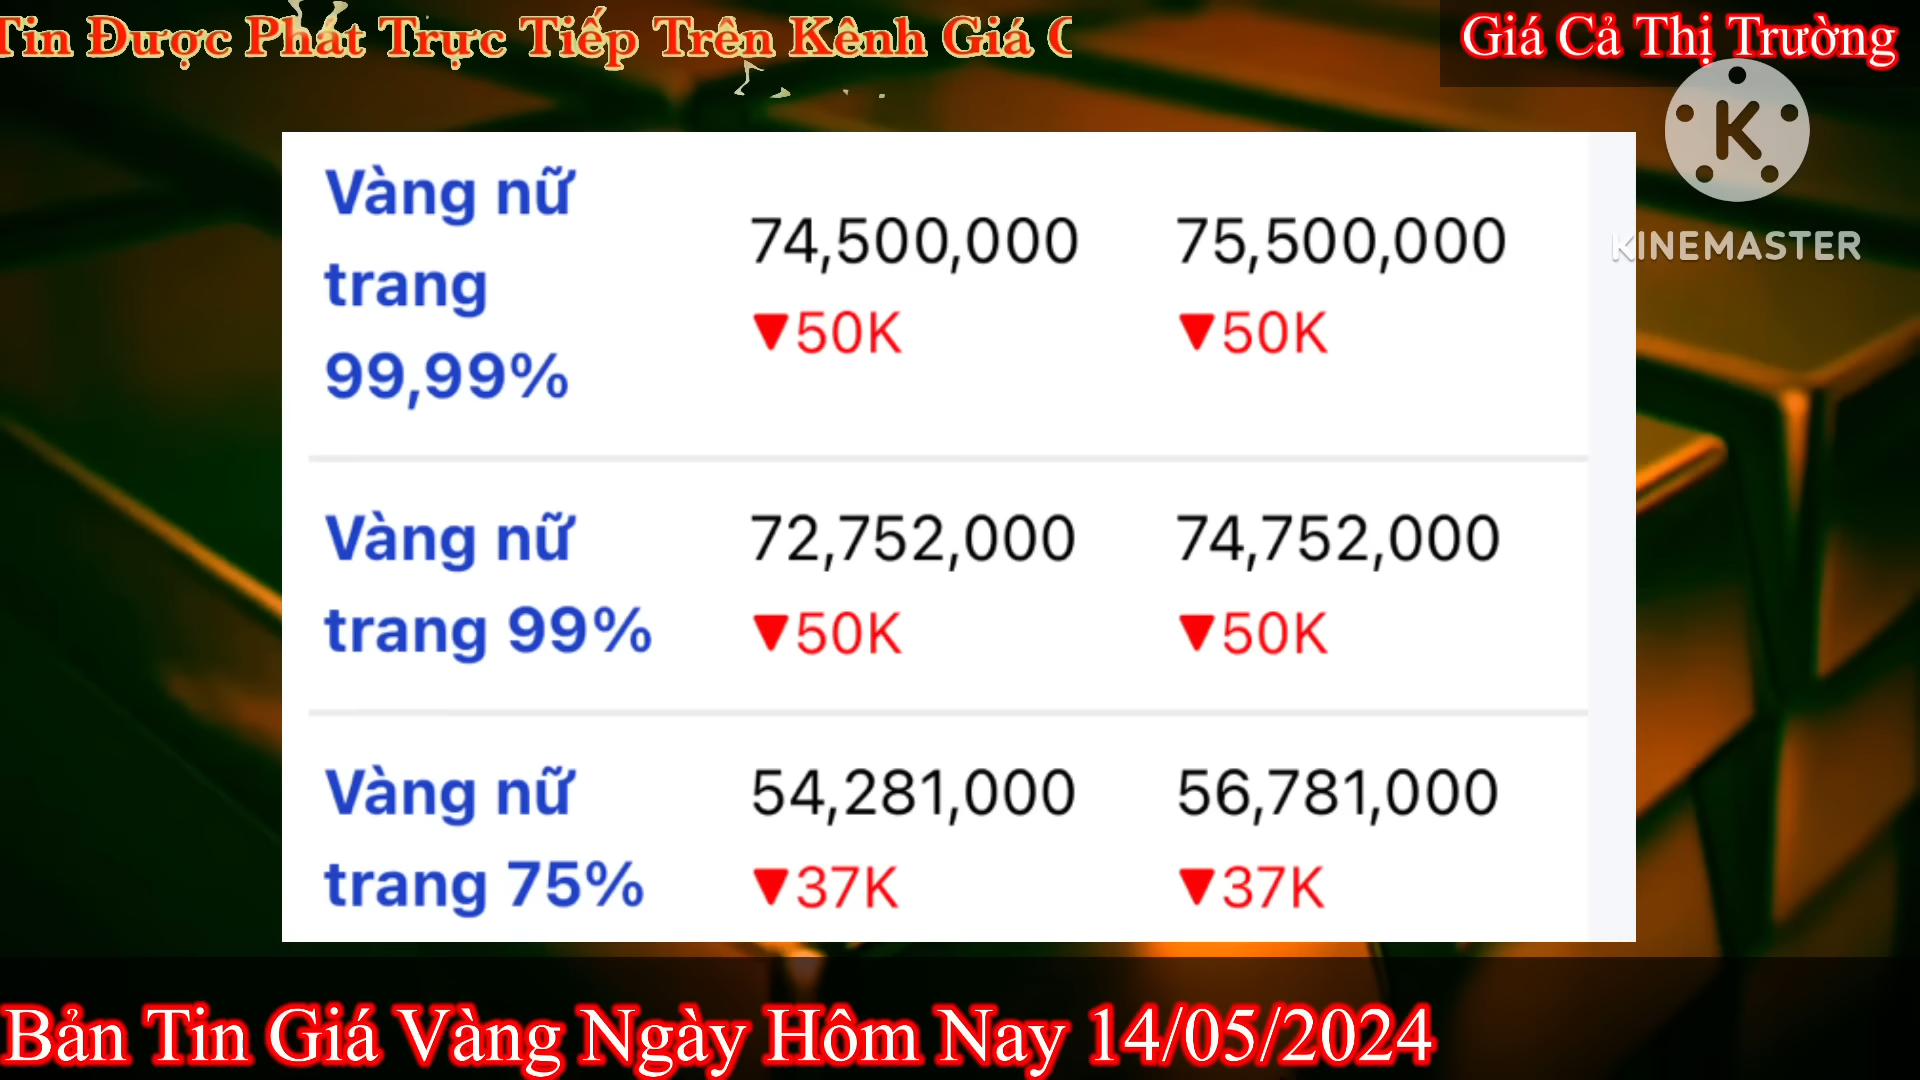 Tin Được Phát Trực Tiếp Trên Kênh Giá C
Giá Cả Thị Trường
K
KINEMASTER
Vàng nữ
trang
99,99%
74,500,000
75,500,000
▼50K
▼50K
Vàng nữ
trang 99%
72,752,000
74,752,000
▼50K
▼50K
Vàng nữ
trang 75%
54,281,000
56,781,000
▼37K
▼37K
Bản Tin Giá Vàng Ngày Hôm Nay 14/05/2024